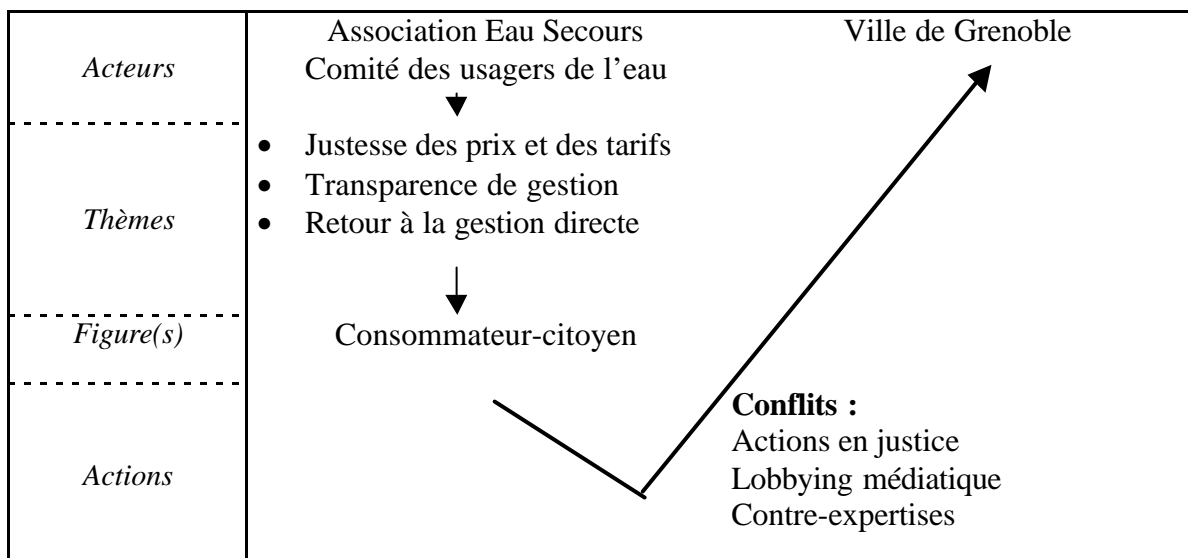 Acteurs
Association Eau Secours
Comité des usagers de l’eau
Ville de Grenoble
Thèmes
• Justesse des prix et des tarifs
• Transparence de gestion
• Retour à la gestion directe
Figure(s)
Consommateur-citoyen
Actions
Conflits :
Actions en justice
Lobbying médiatique
Contre-expertises